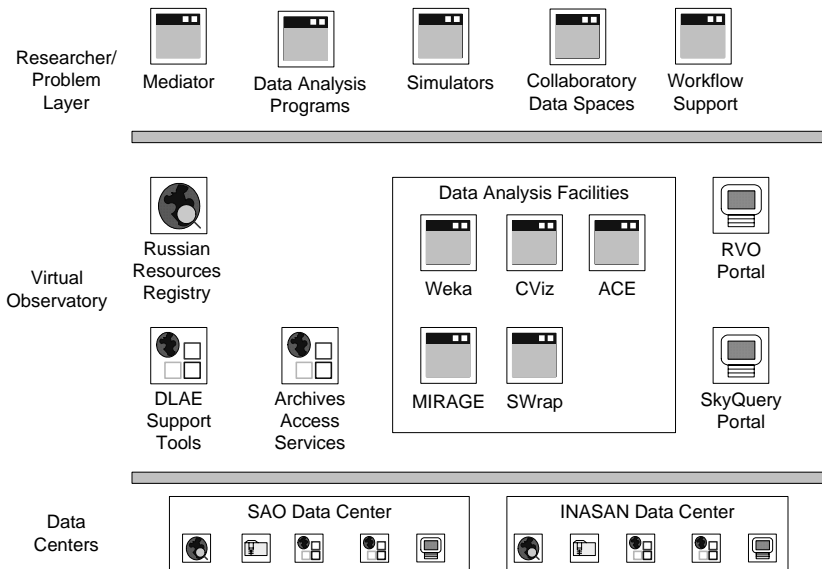 Researcher/
Problem
Layer
Mediator
Data Analysis
Programs
Simulators
Collaboratory
Data Spaces
Workflow
Support
Virtual
Observatory
Russian
Resources
Registry
Data Analysis Facilities
Weka
CViz
ACE
MIRAGE
SWrap
RVO
Portal
DLAE
Support
Tools
Archives
Access
Services
SkyQuery
Portal
Data
Centers
SAO Data Center
INASAN Data Center